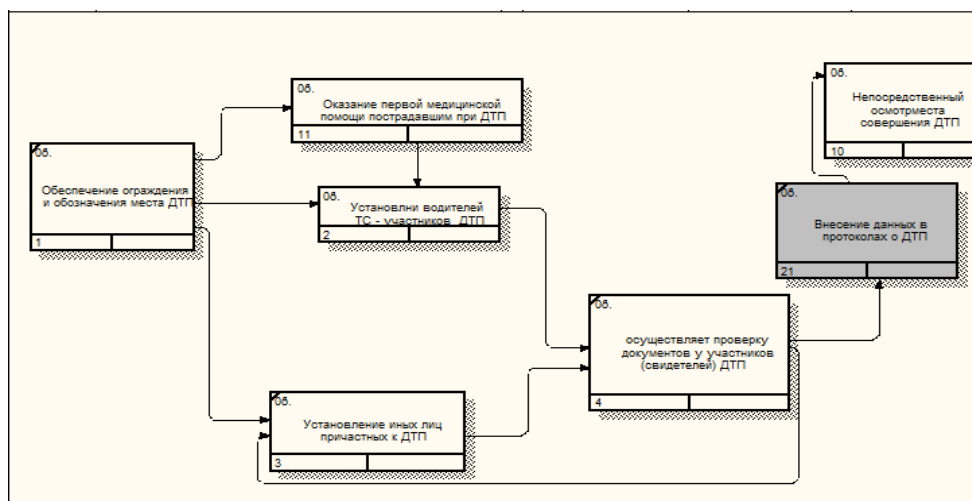 0б.
Оказание первой медицинской
помощи пострадавшим при ДТП
11
0б.
Непосредственный
осмотрместа
совершения ДТП
10
0б.
Обеспечение ограждения
и обозначения места ДТП
1
0б.
Установлни водителей
ТС - участников ДТП
2
0б.
Внесение данных в
протоколах о ДТП
21
0б.
осуществляет проверку
документов у участников
(свидетелей) ДТП
4
0б.
Установление иных лиц
причастных к ДТП
3